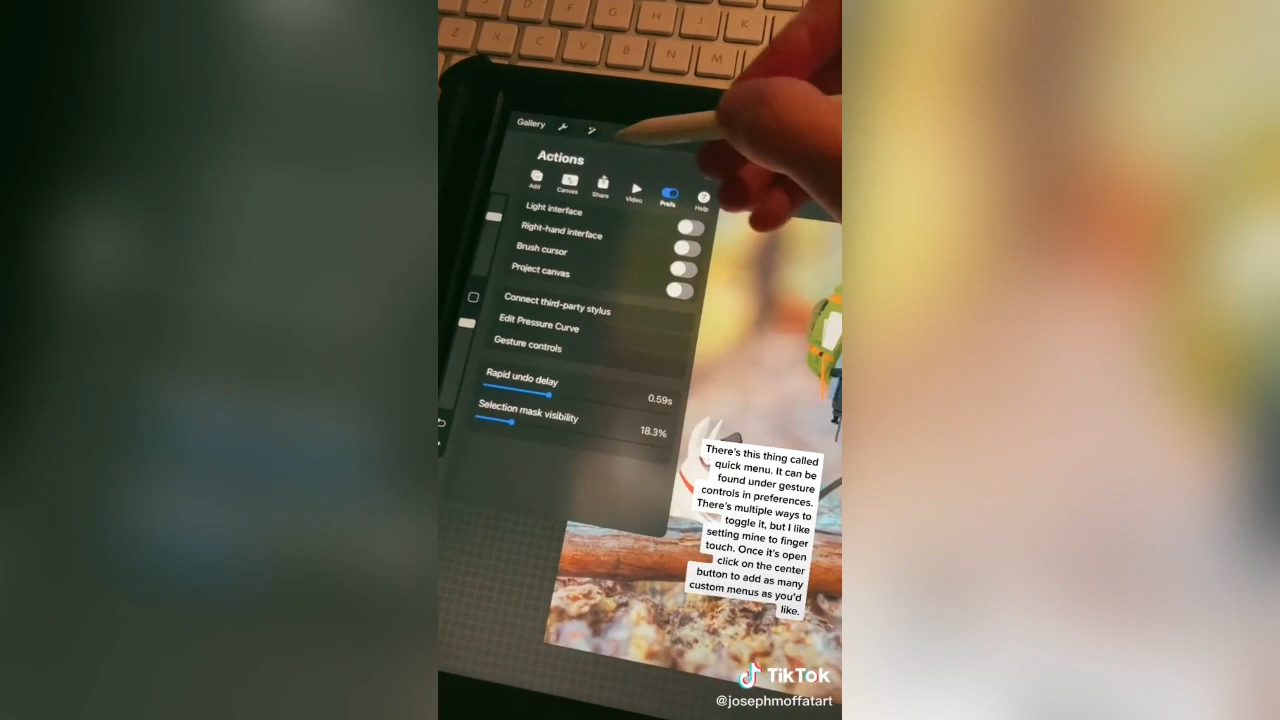 D F G H J K
Z X C V B N M
Gallery
Actions
Add Canvas Share Video Prefs Help
Light interface
Right-hand interface
Brush cursor
Project canvas
Connect third-party stylus
Edit Pressure Curve
Gesture controls
Rapid undo delay 0.59s
Selection mask visibility 18.3%
There's this thing called
quick menu. It can be
found under gesture
controls in preferences.
There's multiple ways to
toggle it, but I like
setting mine to finger
touch. Once it's open
click on the center
button to add as many
custom menus as you'd
like.
TikTok
@josephmoffatart